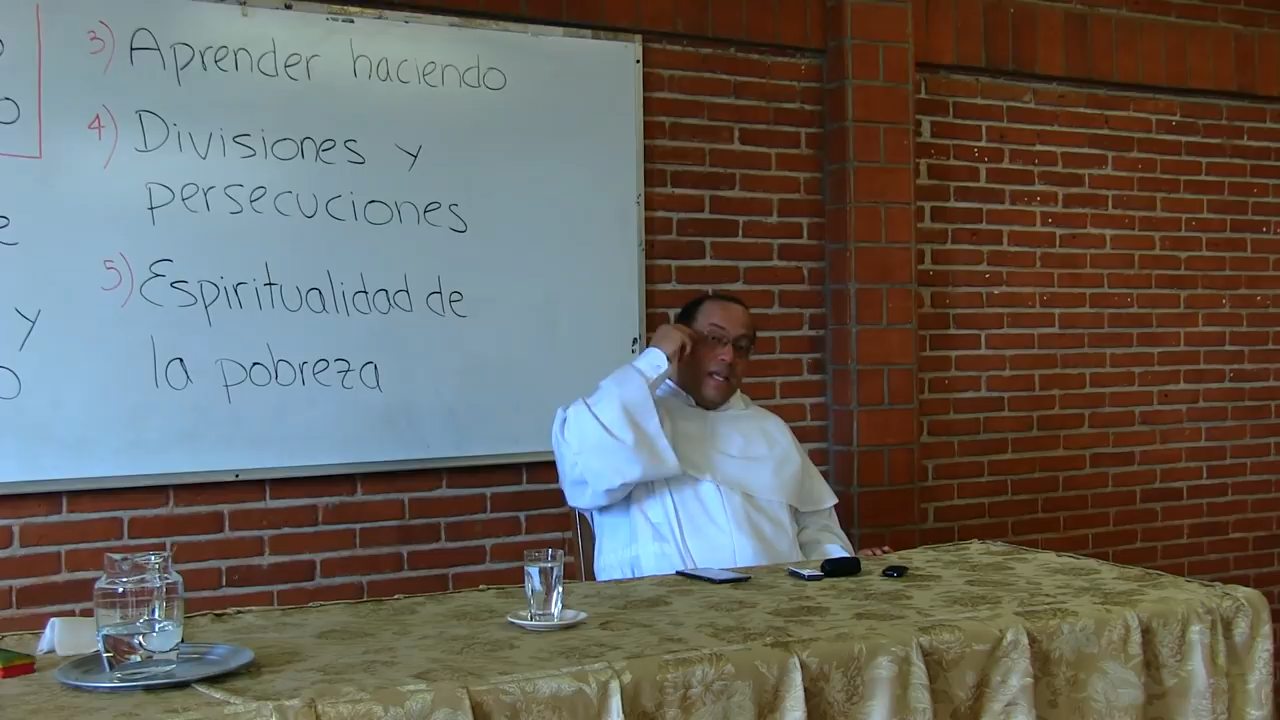 3) Aprender haciendo
4) Divisiones y
persecuciones
5) Espiritualidad de
la pobreza
y